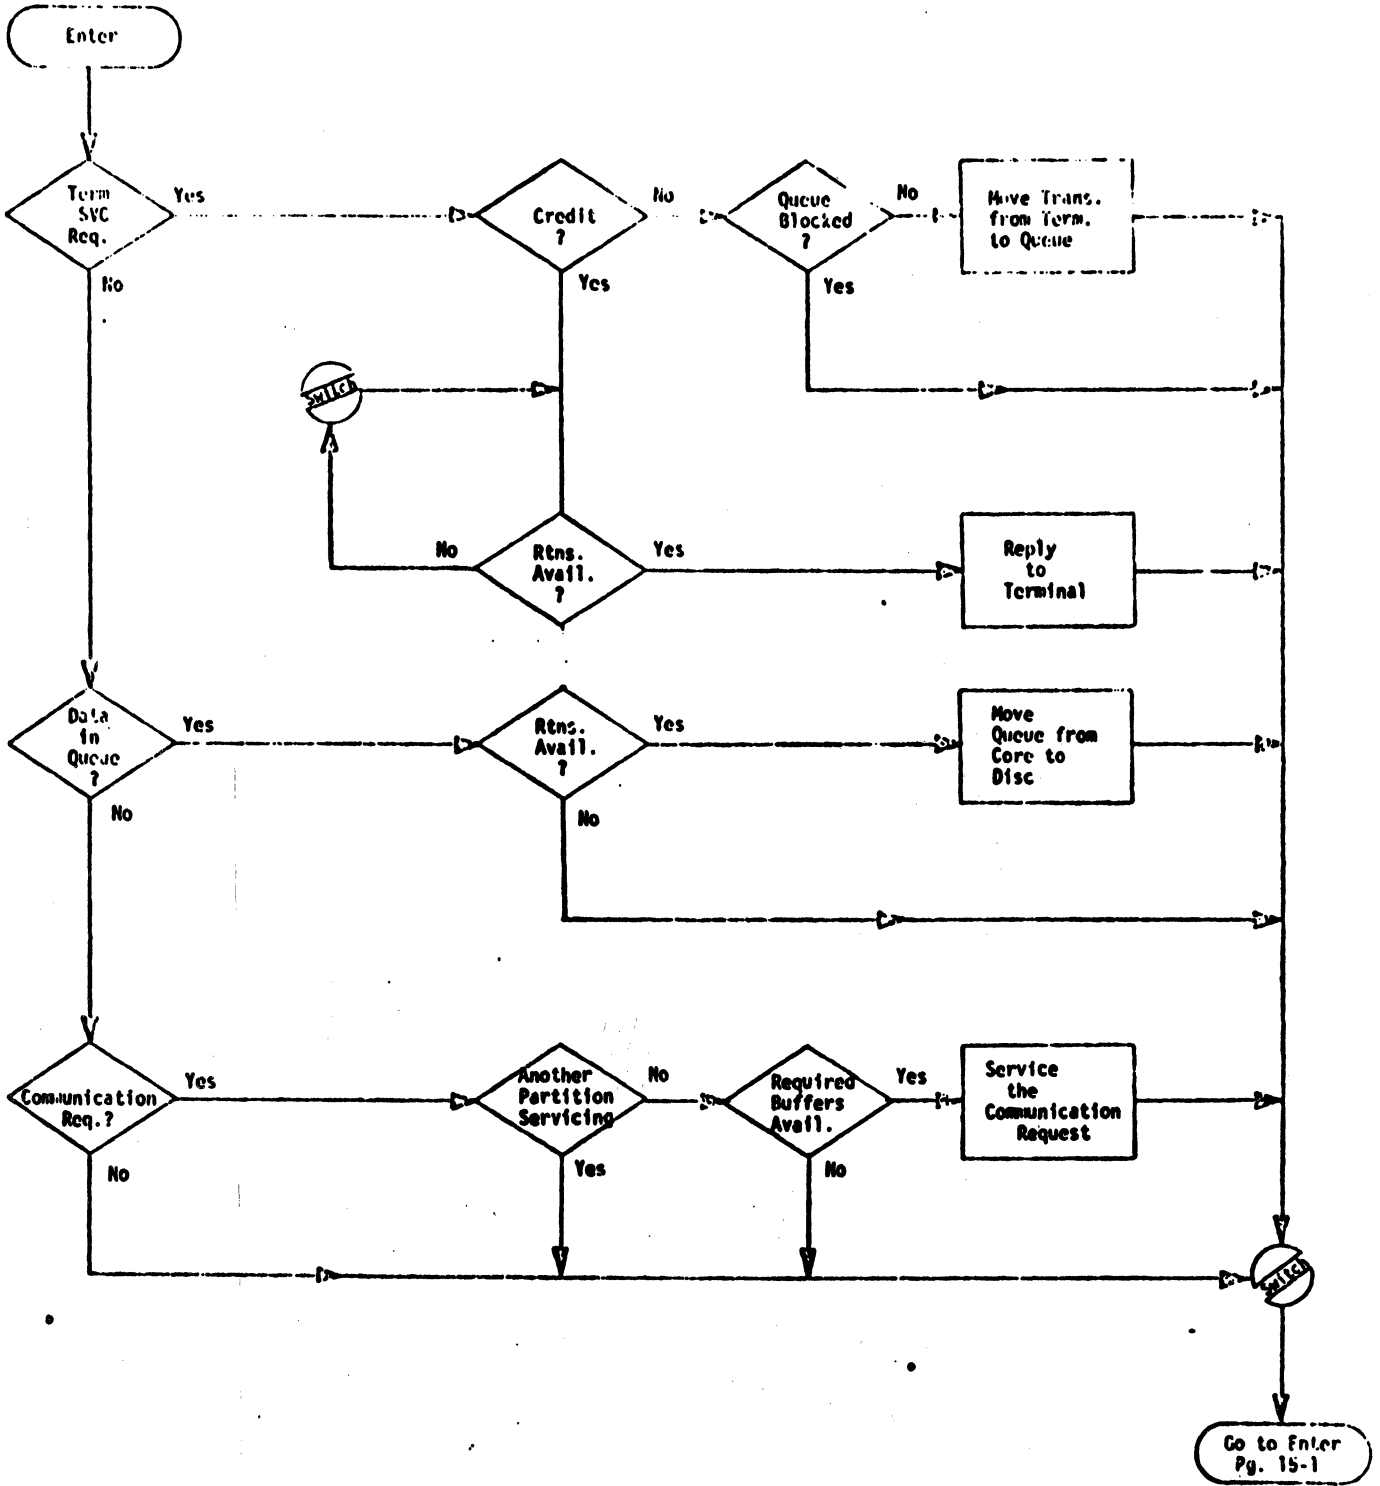 Enter
Term
SVC
Req.
Yes
No
Credit
?
No
Yes
Queue
Blocked
?
No
Yes
Move Trans.
from Term.
to Queue
Switch
No
Rtns.
Avail.
?
Yes
Reply
to
Terminal
Data
in
Queue
?
Yes
No
Rtns.
Avail.
?
Yes
No
Move
Queue from
Core to
Disc
Communication
Req.?
Yes
No
Another
Partition
Servicing
No
Yes
Required
Buffers
Avail.
Yes
No
Service
the
Communication
Request
Switch
Go to Enter
Pg. 15-1